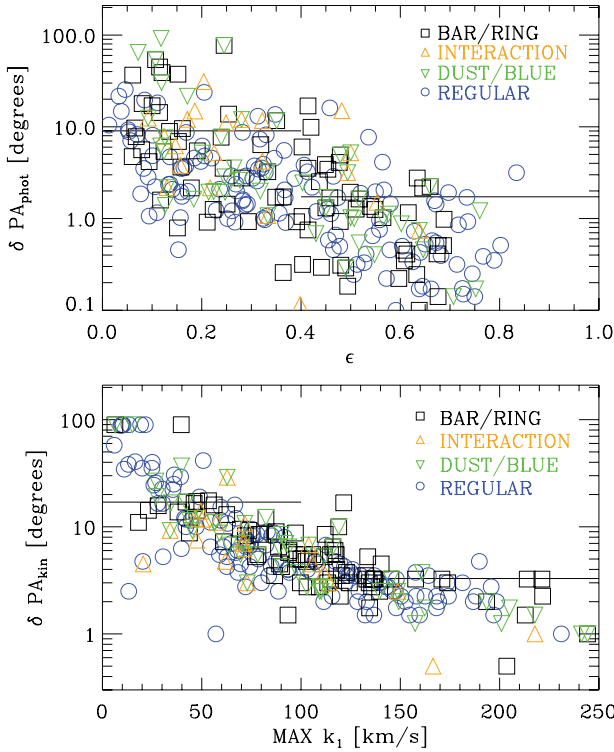 100.0
10.0
1.0
0.1
δ PA_phot [degrees]
□ BAR/RING
△ INTERACTION
▽ DUST/BLUE
○ REGULAR
0.0 0.2 0.4 0.6 0.8 1.0
ϵ
100
10
1
δ PA_kin [degrees]
□ BAR/RING
△ INTERACTION
▽ DUST/BLUE
○ REGULAR
0 50 100 150 200 250
MAX k_1 [km/s]